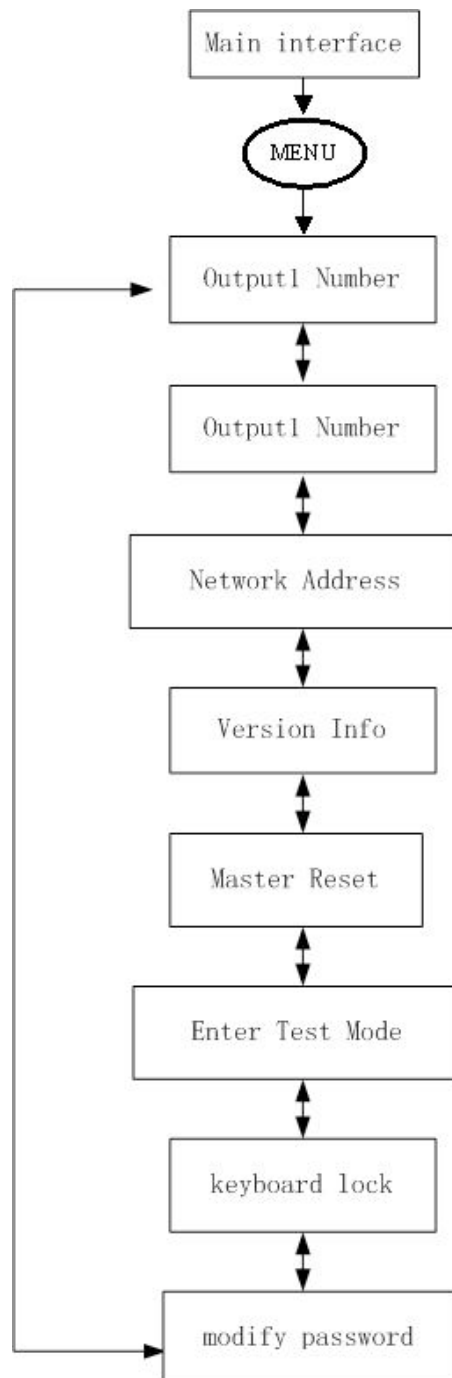 Main interface
MENU
Output1 Number
Output1 Number
Network Address
Version Info
Master Reset
Enter Test Mode
keyboard lock
modify password